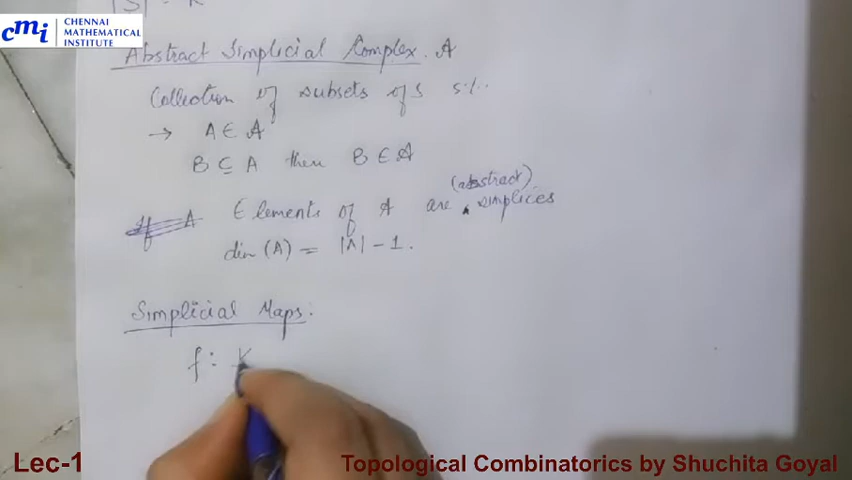 |S| = K
cmi CHENNAI MATHEMATICAL INSTITUTE
Abstract Simplicial Complex. A
Collection of subsets of S s.t.
→ A ∈ A
B ⊆ A then B ∈ A
(abstract)
If A Elements of A are simplices
dim (A) = |A| - 1.
Simplicial Maps:
f: K
Lec-1
Topological Combinatorics by Shuchita Goyal